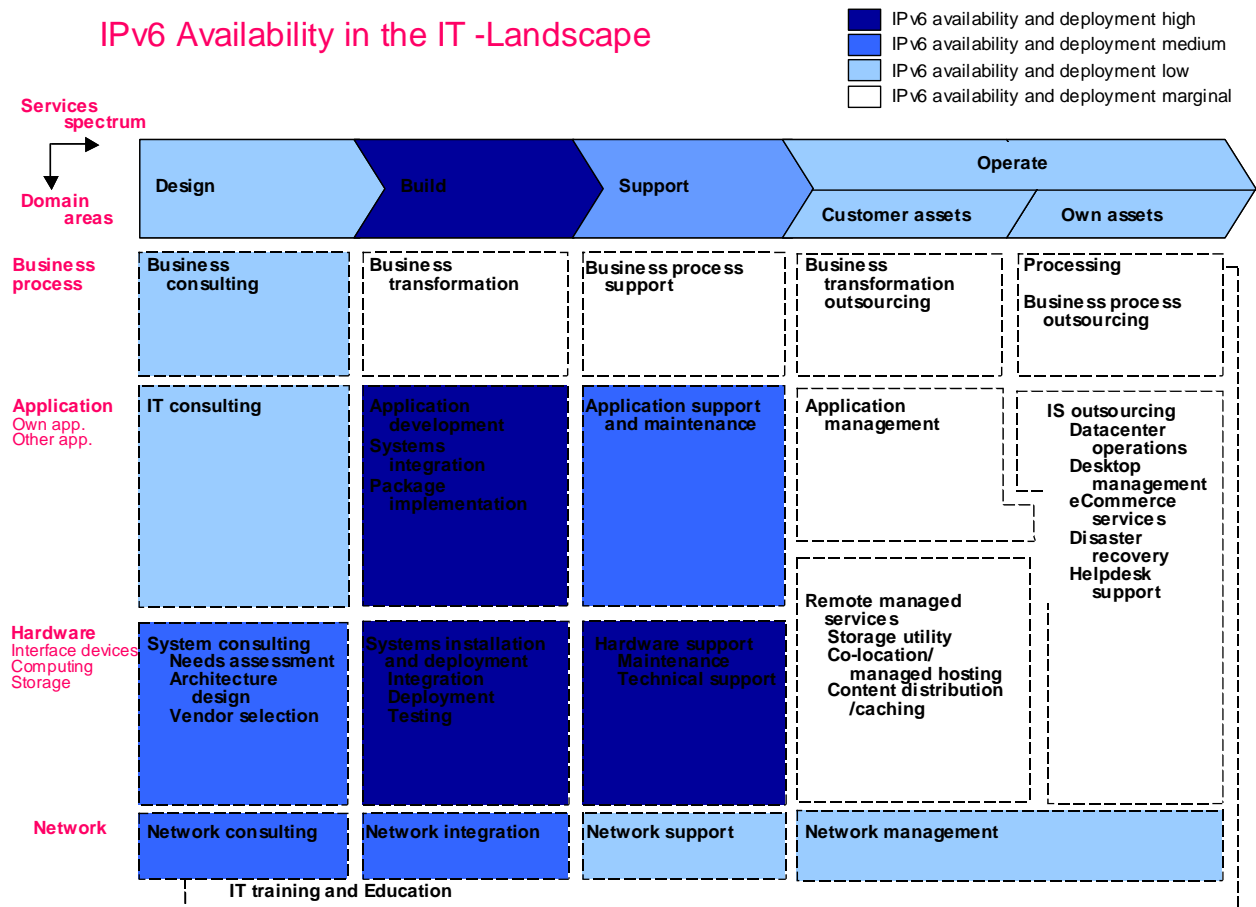 IPv6 Availability in the IT -Landscape
IPv6 availability and deployment high
IPv6 availability and deployment medium
IPv6 availability and deployment low
IPv6 availability and deployment marginal
Services
spectrum
Domain
areas
Design
Build
Support
Operate
Customer assets
Own assets
Business
process
Business
consulting
Business
transformation
Business process
support
Business
transformation
outsourcing
Processing
Business process
outsourcing
Application
Own app.
Other app.
IT consulting
Application
development
Systems
integration
Package
implementation
Application support
and maintenance
Application
management
IS outsourcing
Datacenter
operations
Desktop
management
eCommerce
services
Disaster
recovery
Helpdesk
support
Hardware
Interface devices
Computing
Storage
System consulting
Needs assessment
Architecture
design
Vendor selection
Systems installation
and deployment
Integration
Deployment
Testing
Hardware support
Maintenance
Technical support
Remote managed
services
Storage utility
Co-location/
managed hosting
Content distribution
/caching
Network
Network consulting
Network integration
Network support
Network management
IT training and Education